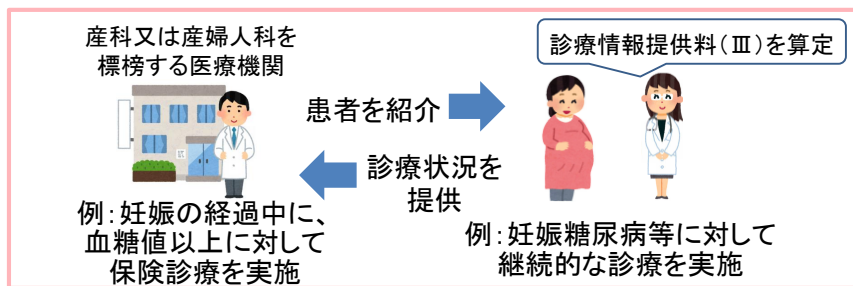 産科又は産婦人科を
標榜する医療機関
診療情報提供料(Ⅲ)を算定
患者を紹介
診療状況を
提供
例:妊娠の経過中に、
血糖値以上に対して
保険診療を実施
例:妊娠糖尿病等に対して
継続的な診療を実施